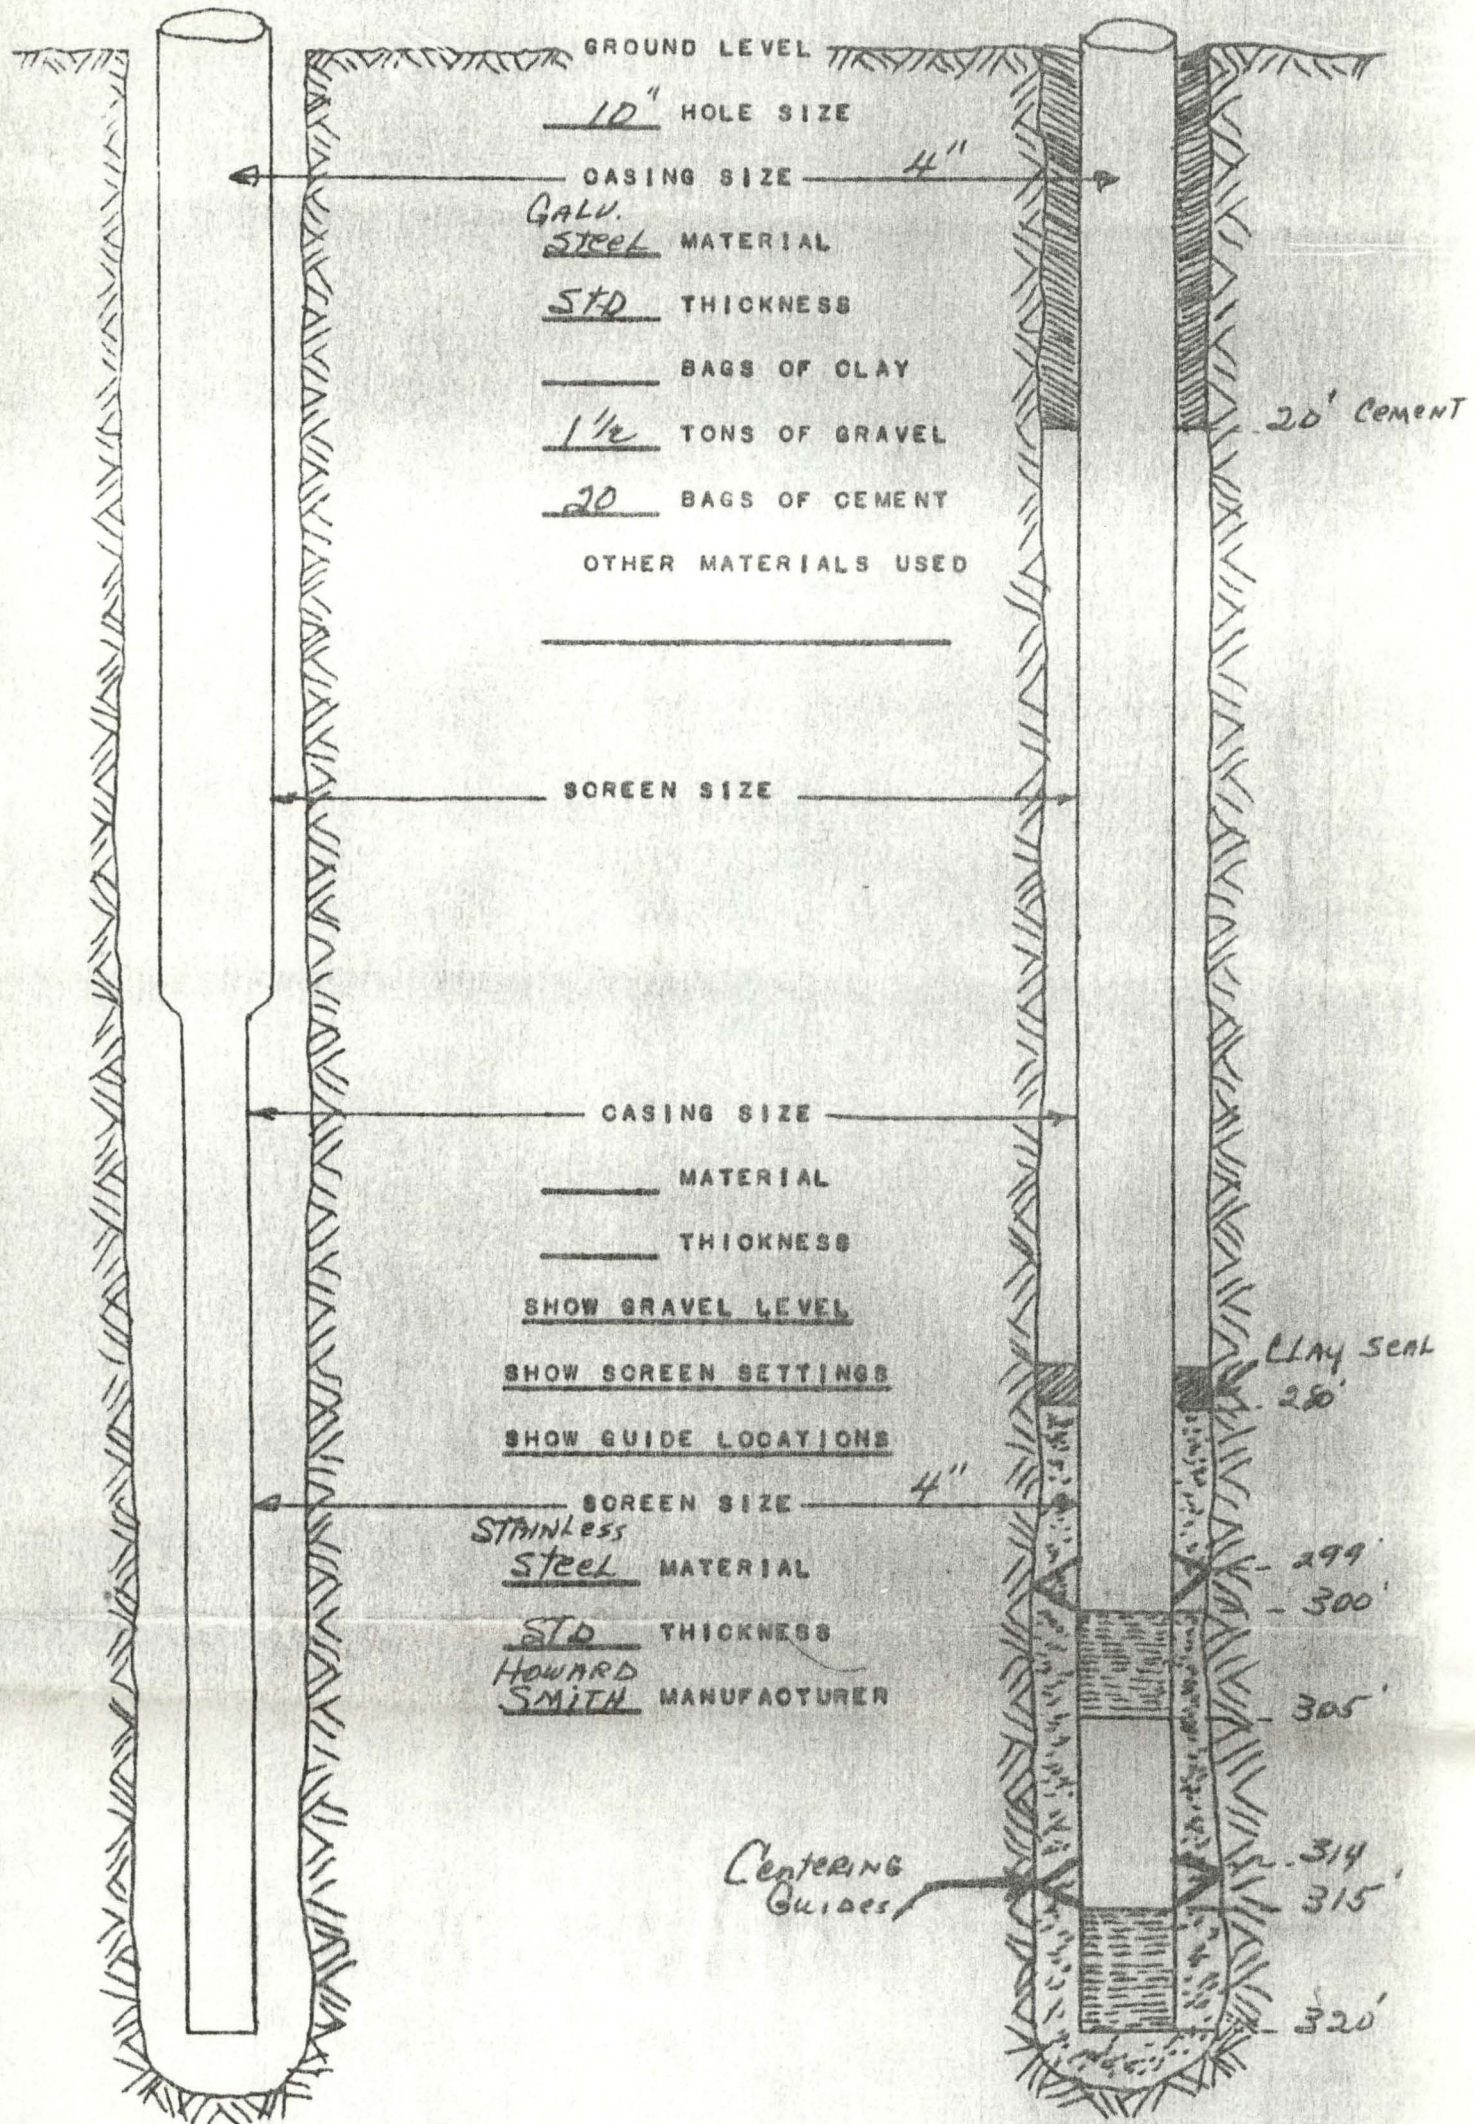 GROUND LEVEL
10" HOLE SIZE
CASING SIZE 4"
GALV.
Steel MATERIAL
STD THICKNESS
BAGS OF CLAY
1 1/2 TONS OF GRAVEL
20' CEMENT
20 BAGS OF CEMENT
OTHER MATERIALS USED
SCREEN SIZE
CASING SIZE
MATERIAL
THICKNESS
SHOW GRAVEL LEVEL
CLAY SEAL
SHOW SCREEN SETTINGS
280'
SHOW GUIDE LOCATIONS
SCREEN SIZE 4"
STAINLESS
Steel MATERIAL
299'
300'
STD THICKNESS
HOWARD
SMITH MANUFACTURER
305'
Centering
Guides
314'
315'
320'